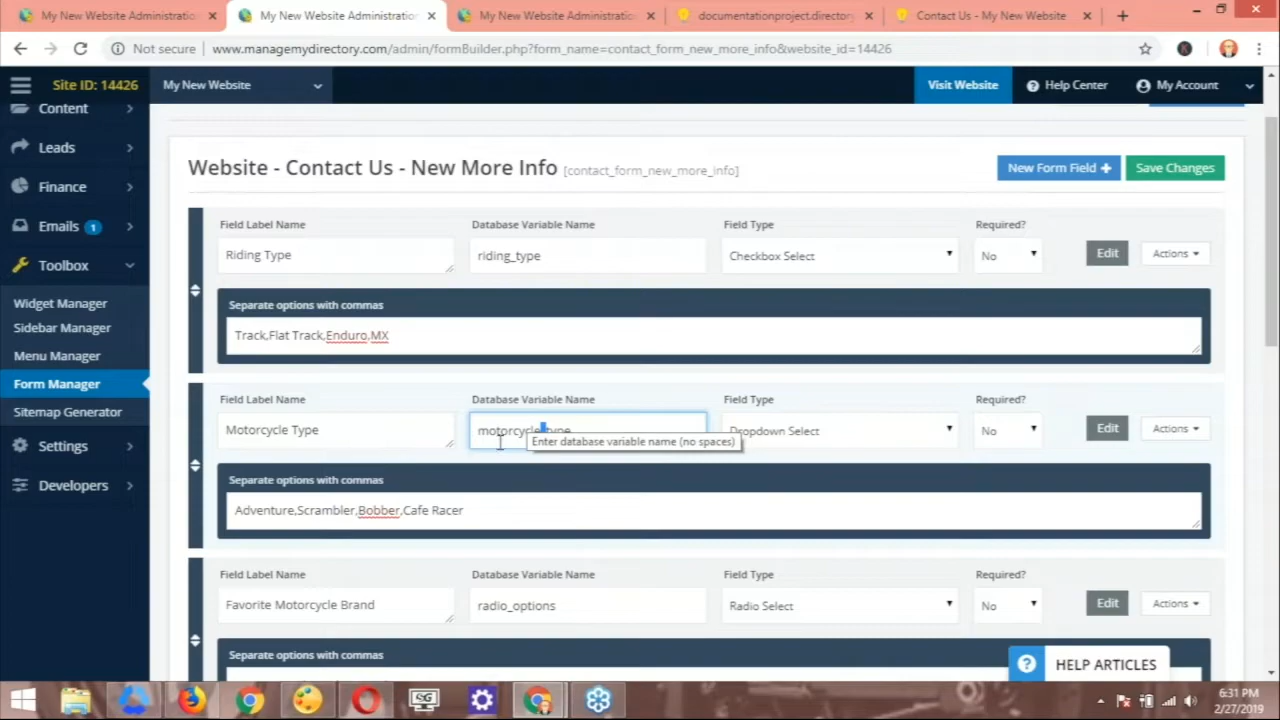 My New Website Administration
My New Website Administration
My New Website Administration
documentationproject.directory
Contact Us - My New Website
Not secure
www.managemydirectory.com/admin/formBuilder.php?form_name=contact_form_new_more_info&website_id=14426
Site ID: 14426
My New Website
Visit Website
Help Center
My Account
Content
Leads
Finance
Emails 1
Toolbox
Widget Manager
Sidebar Manager
Menu Manager
Form Manager
Sitemap Generator
Settings
Developers
Website - Contact Us - New More Info [contact_form_new_more_info]
New Form Field
Save Changes
Field Label Name
Database Variable Name
Field Type
Required?
Riding Type
riding_type
Checkbox Select
No
Edit
Actions
Separate options with commas
Track,Flat Track,Enduro,MX
Field Label Name
Database Variable Name
Field Type
Required?
Motorcycle Type
motorcycle_type
Dropdown Select
No
Edit
Actions
Enter database variable name (no spaces)
Separate options with commas
Adventure,Scrambler,Bobber,Cafe Racer
Field Label Name
Database Variable Name
Field Type
Required?
Favorite Motorcycle Brand
radio_options
Radio Select
No
Edit
Actions
Separate options with commas
? HELP ARTICLES
SG
6:31 PM
2/27/2019